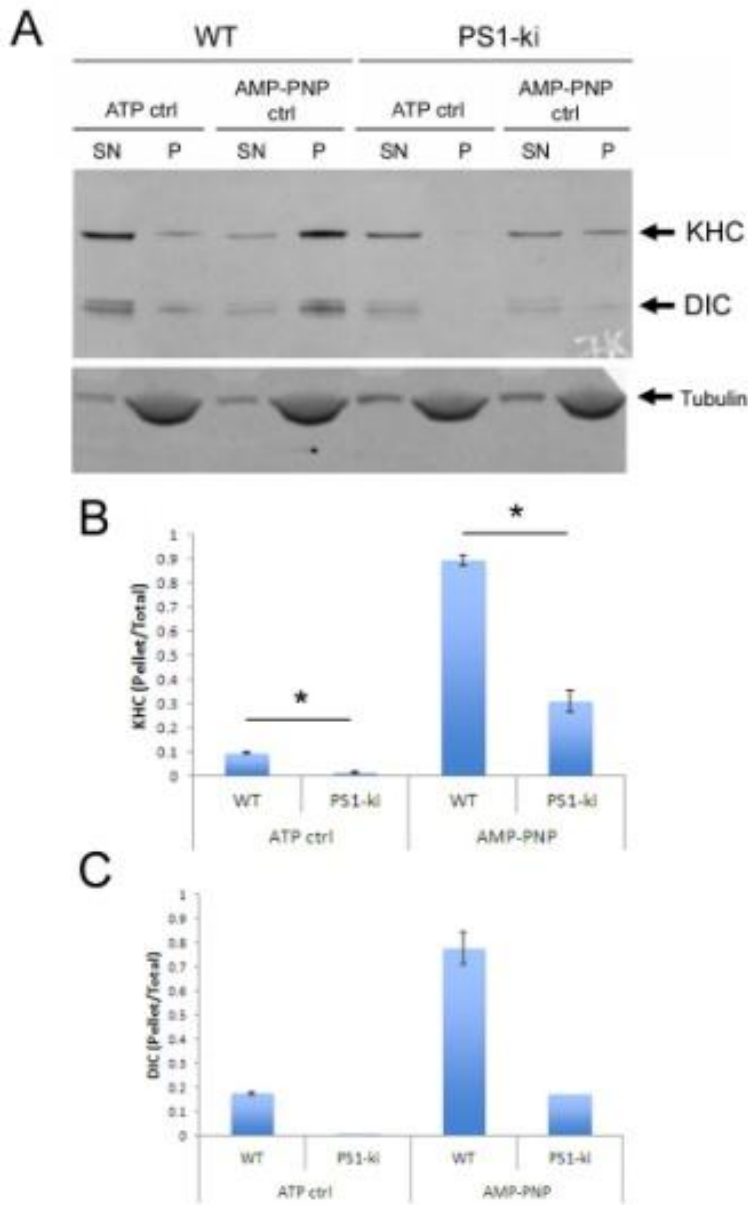 A
WT PS1-ki
ATP ctrl AMP-PNP ctrl ATP ctrl AMP-PNP ctrl
SN P SN P SN P SN P
KHC
DIC
Tubulin
B
*
*
KHC (Pellet/Total)
1
0.9
0.8
0.7
0.6
0.5
0.4
0.3
0.2
0.1
0
WT PS1-ki WT PS1-ki
ATP ctrl AMP-PNP
C
DIC (Pellet/Total)
1
0.9
0.8
0.7
0.6
0.5
0.4
0.3
0.2
0.1
0
WT PS1-ki WT PS1-ki
ATP ctrl AMP-PNP